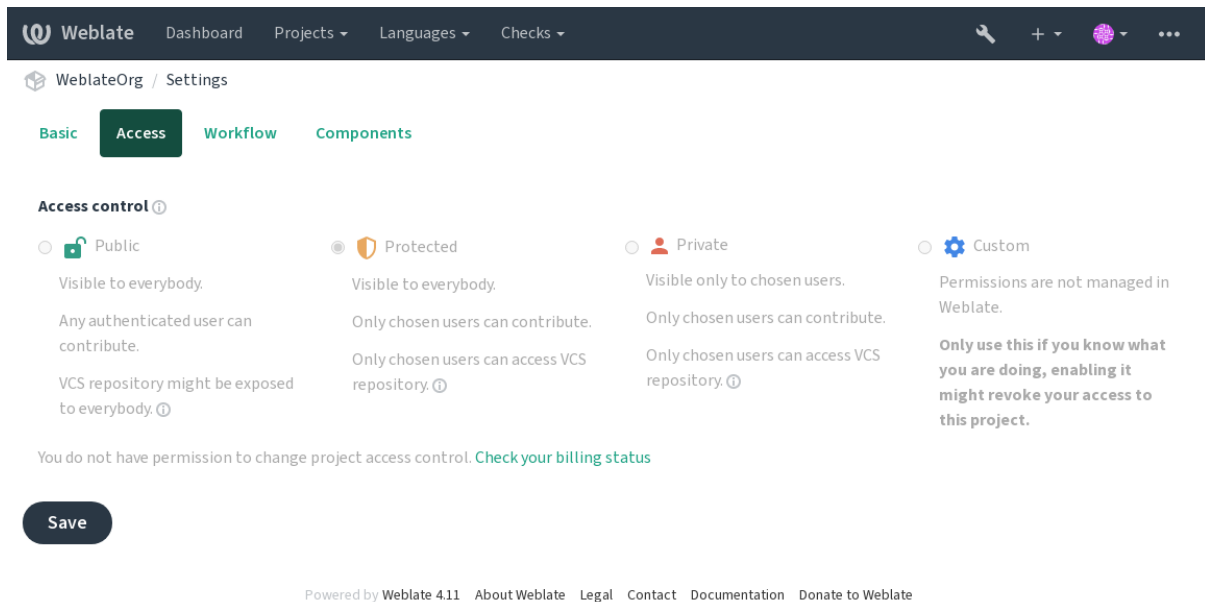 Weblate Dashboard Projects Languages Checks
WeblateOrg / Settings
Basic Access Workflow Components
Access control
Public
Visible to everybody.
Any authenticated user can
contribute.
VCS repository might be exposed
to everybody.
Protected
Visible to everybody.
Only chosen users can contribute.
Only chosen users can access VCS
repository.
Private
Visible only to chosen users.
Only chosen users can contribute.
Only chosen users can access VCS
repository.
Custom
Permissions are not managed in
Weblate.
Only use this if you know what
you are doing, enabling it
might revoke your access to
this project.
You do not have permission to change project access control. Check your billing status
Save
Powered by Weblate 4.11 About Weblate Legal Contact Documentation Donate to Weblate